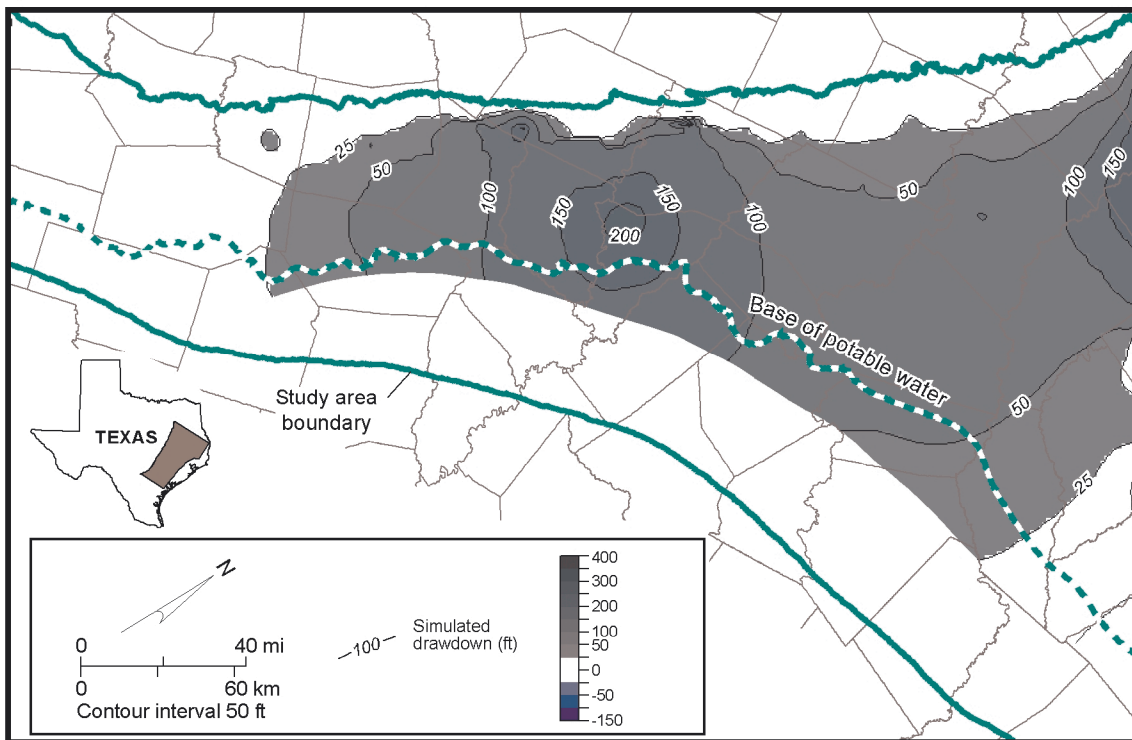 25
50
100
150
150
200
100
50
100
150
Base of potable water
50
25
Study area
boundary
TEXAS
N
0
40 mi
0
60 km
Contour interval 50 ft
100
Simulated
drawdown (ft)
400
300
200
100
50
0
-50
-150